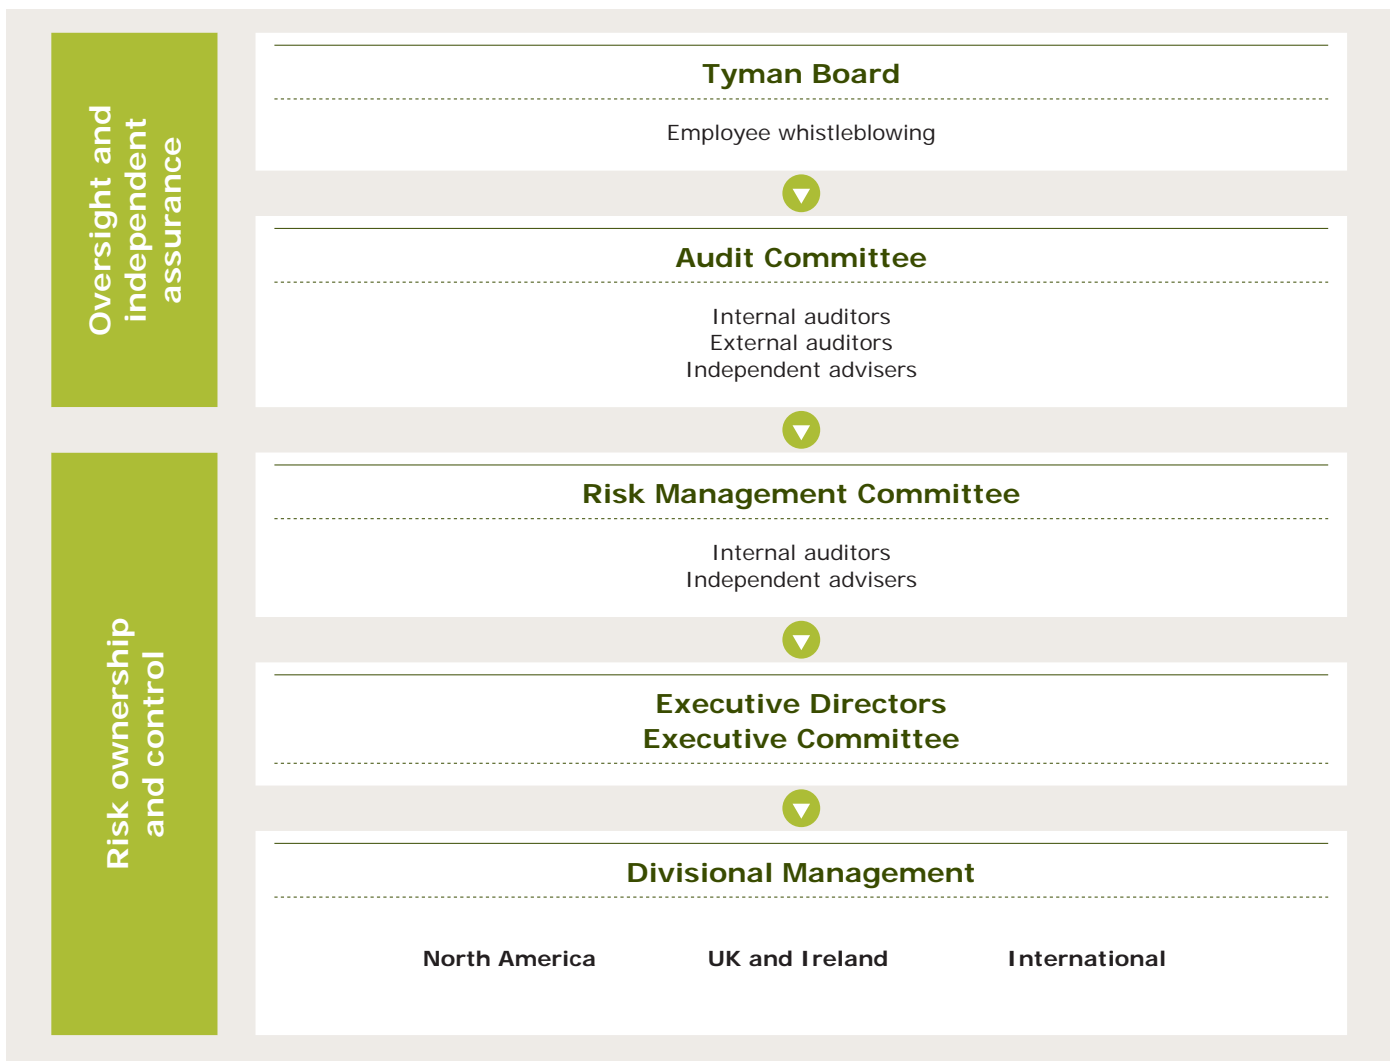 Oversight and
independent
assurance
Tyman Board
Employee whistleblowing
Audit Committee
Internal auditors
External auditors
Independent advisers
Risk ownership
and control
Risk Management Committee
Internal auditors
Independent advisers
Executive Directors
Executive Committee
Divisional Management
North America
UK and Ireland
International